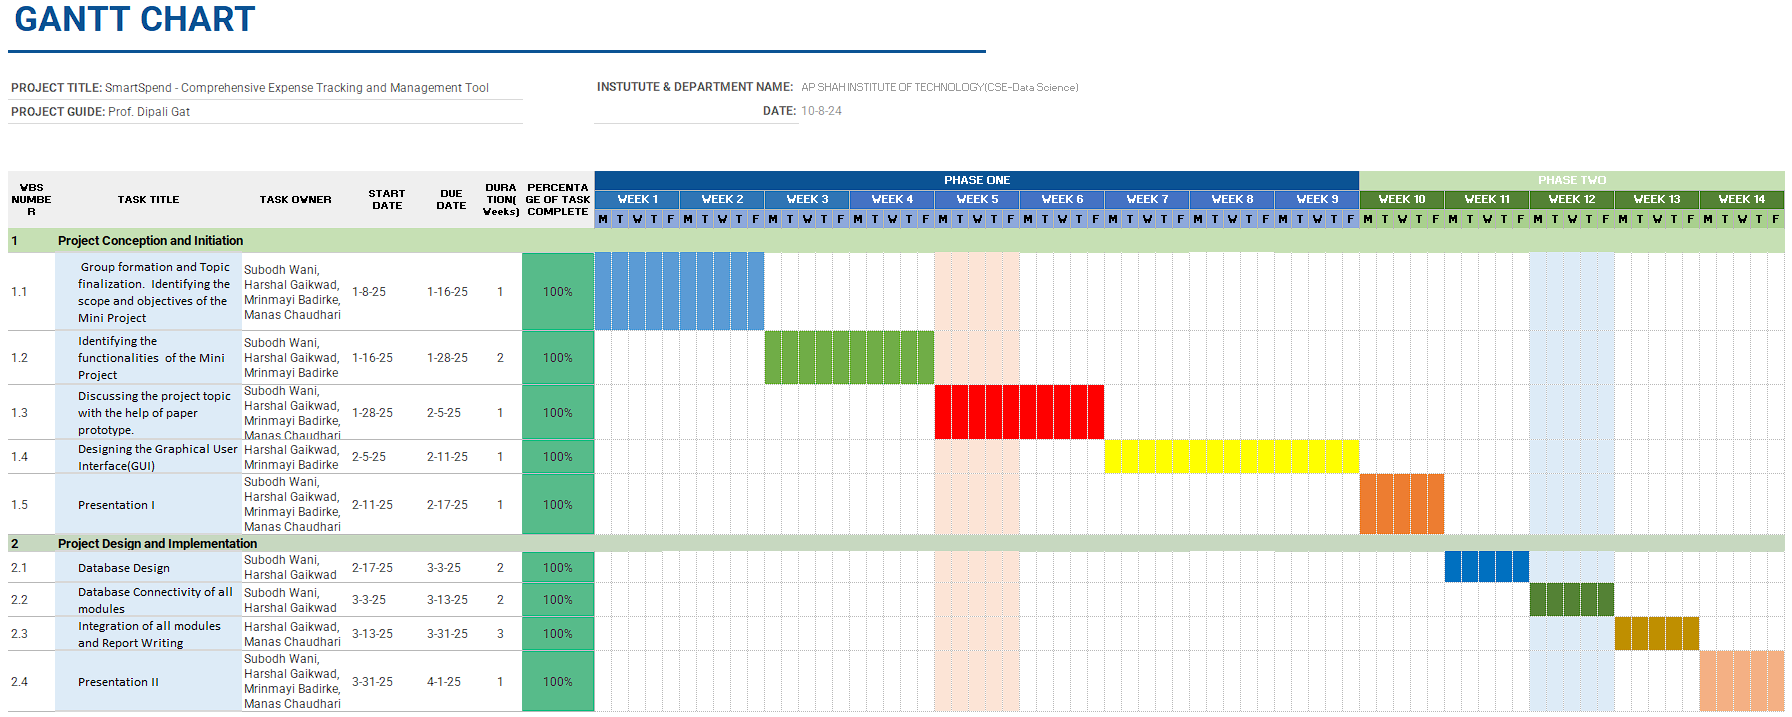 GANTT CHART
PROJECT TITLE: SmartSpend - Comprehensive Expense Tracking and Management Tool
INSTUTUTE & DEPARTMENT NAME: AP SHAH INSTITUTE OF TECHNOLOGY(CSE-Data Science)
PROJECT GUIDE: Prof. Dipali Gat
DATE: 10-8-24
WBS NUMBE R
TASK TITLE
TASK OWNER
START DATE
DUE DATE
DURA TION( Weeks)
PERCENTA GE OF TASK COMPLETE
PHASE ONE
PHASE TWO
WEEK 1 WEEK 2 WEEK 3 WEEK 4 WEEK 5 WEEK 6 WEEK 7 WEEK 8 WEEK 9 WEEK 10 WEEK 11 WEEK 12 WEEK 13 WEEK 14
M T W T F M T W T F M T W T F M T W T F M T W T F M T W T F M T W T F M T W T F M T W T F M T W T F M T W T F M T W T F M T W T F M T W T F
1 Project Conception and Initiation
1.1
Group formation and Topic
finalization. Identifying the
scope and objectives of the
Mini Project
Subodh Wani,
Harshal Gaikwad,
Mrinmayi Badirke,
Manas Chaudhari
1-8-25 1-16-25 1 100%
1.2
Identifying the
functionalities of the Mini
Project
Subodh Wani,
Harshal Gaikwad,
Mrinmayi Badirke
1-16-25 1-28-25 2 100%
1.3
Discussing the project topic
with the help of paper
prototype.
Subodh Wani,
Harshal Gaikwad,
Mrinmayi Badirke,
Manas Chaudhari
1-28-25 2-5-25 1 100%
1.4
Designing the Graphical User
Interface(GUI)
Harshal Gaikwad,
Mrinmayi Badirke
2-5-25 2-11-25 1 100%
1.5
Presentation I
Subodh Wani,
Harshal Gaikwad,
Mrinmayi Badirke,
Manas Chaudhari
2-11-25 2-17-25 1 100%
2 Project Design and Implementation
2.1
Database Design
Subodh Wani,
Harshal Gaikwad
2-17-25 3-3-25 2 100%
2.2
Database Connectivity of all
modules
Subodh Wani,
Harshal Gaikwad
3-3-25 3-13-25 2 100%
2.3
Integration of all modules
and Report Writing
Harshal Gaikwad,
Manas Chaudhari
3-13-25 3-31-25 3 100%
2.4
Presentation II
Subodh Wani,
Harshal Gaikwad,
Mrinmayi Badirke,
Manas Chaudhari
3-31-25 4-1-25 1 100%